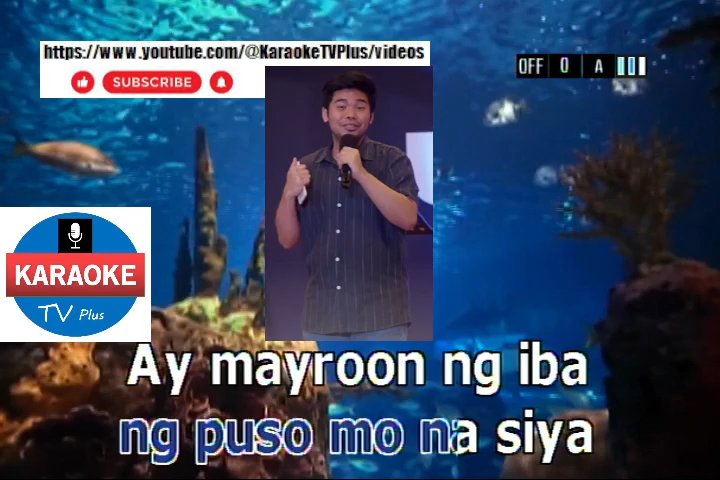 https://www.youtube.com/@KaraokeTVPlus/videos
SUBSCRIBE
OFF 0 A
KARAOKE
TV Plus
Ay mayroon ng iba
ng puso mo na siya